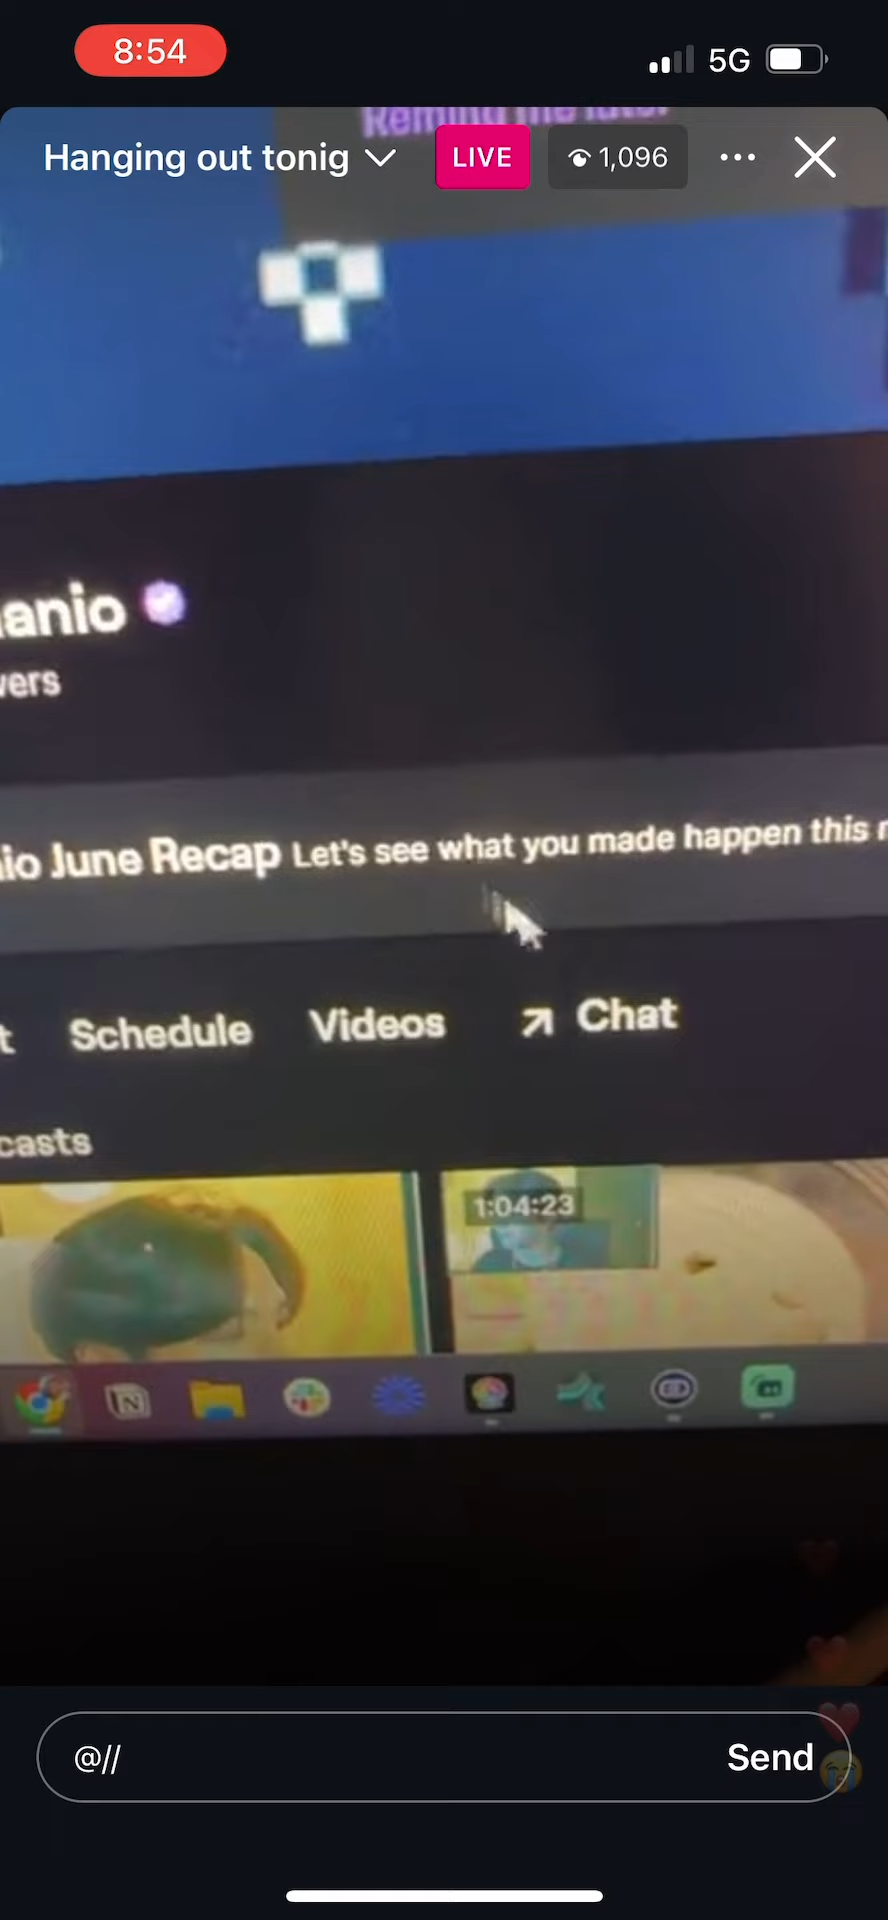 8:54
5G
Remind me later
Hanging out tonig
LIVE
1,096
anio
vers
io June Recap Let's see what you made happen this
t Schedule Videos Chat
casts
1:04:23
@//
Send